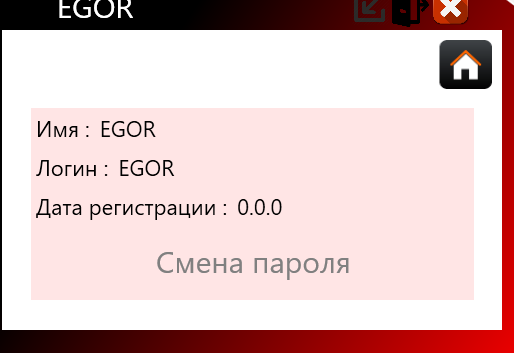 EGOR
Имя : EGOR
Логин : EGOR
Дата регистрации : 0.0.0
Смена пароля